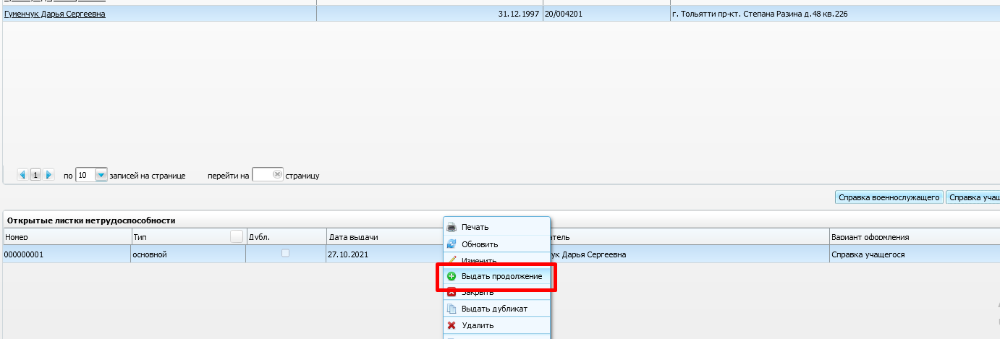 Гуменчук Дарья Сергеевна 31.12.1997 20/004201 г. Тольятти пр-кт. Степана Разина д.48 кв.226
1 по 10 записей на странице перейти на страницу
Справка военнослужащего Справка учащ
Открытые листки нетрудоспособности
Номер Тип Дубл. Дата выдачи атель Вариант оформления
000000001 основной 27.10.2021 ук Дарья Сергеевна Справка учащегося
Печать
Обновить
Изменить
Выдать продолжение
Закрыть
Выдать дубликат
Удалить